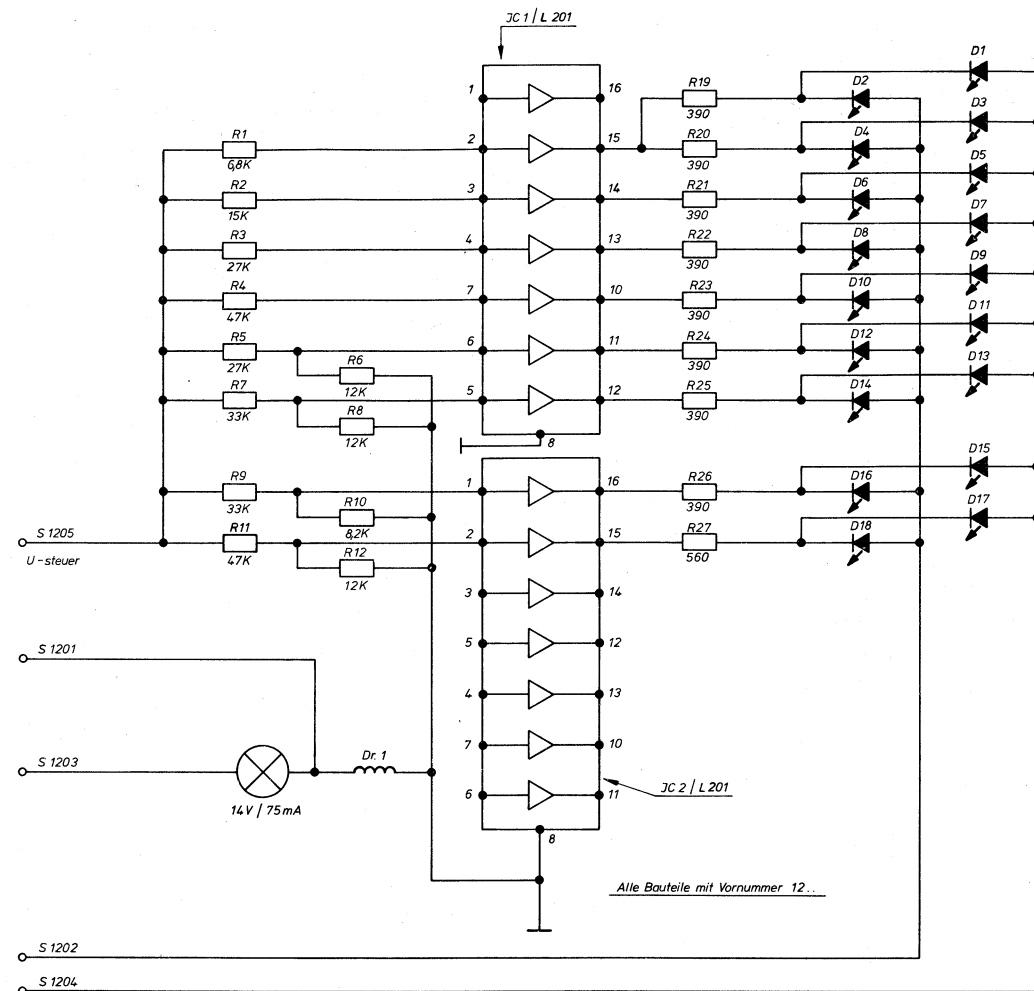 JC 1 / L 201
D1
1
16
R19
390
D2
D3
R1
6,8K
2
15
R20
390
D4
D5
R2
15K
3
14
R21
390
D6
D7
R3
27K
4
13
R22
390
D8
D9
R4
47K
7
10
R23
390
D10
D11
R5
27K
R6
12K
6
11
R24
390
D12
D13
R7
33K
R8
12K
5
12
R25
390
D14
8
D15
R9
33K
R10
8,2K
1
16
R26
390
D16
D17
S 1205
U-steuer
R11
47K
R12
12K
2
15
R27
560
D18
3
14
S 1201
5
12
4
13
S 1203
14V / 75mA
Dr. 1
7
10
6
11
JC 2 / L 201
8
Alle Bauteile mit Vornummer 12..
S 1202
S 1204